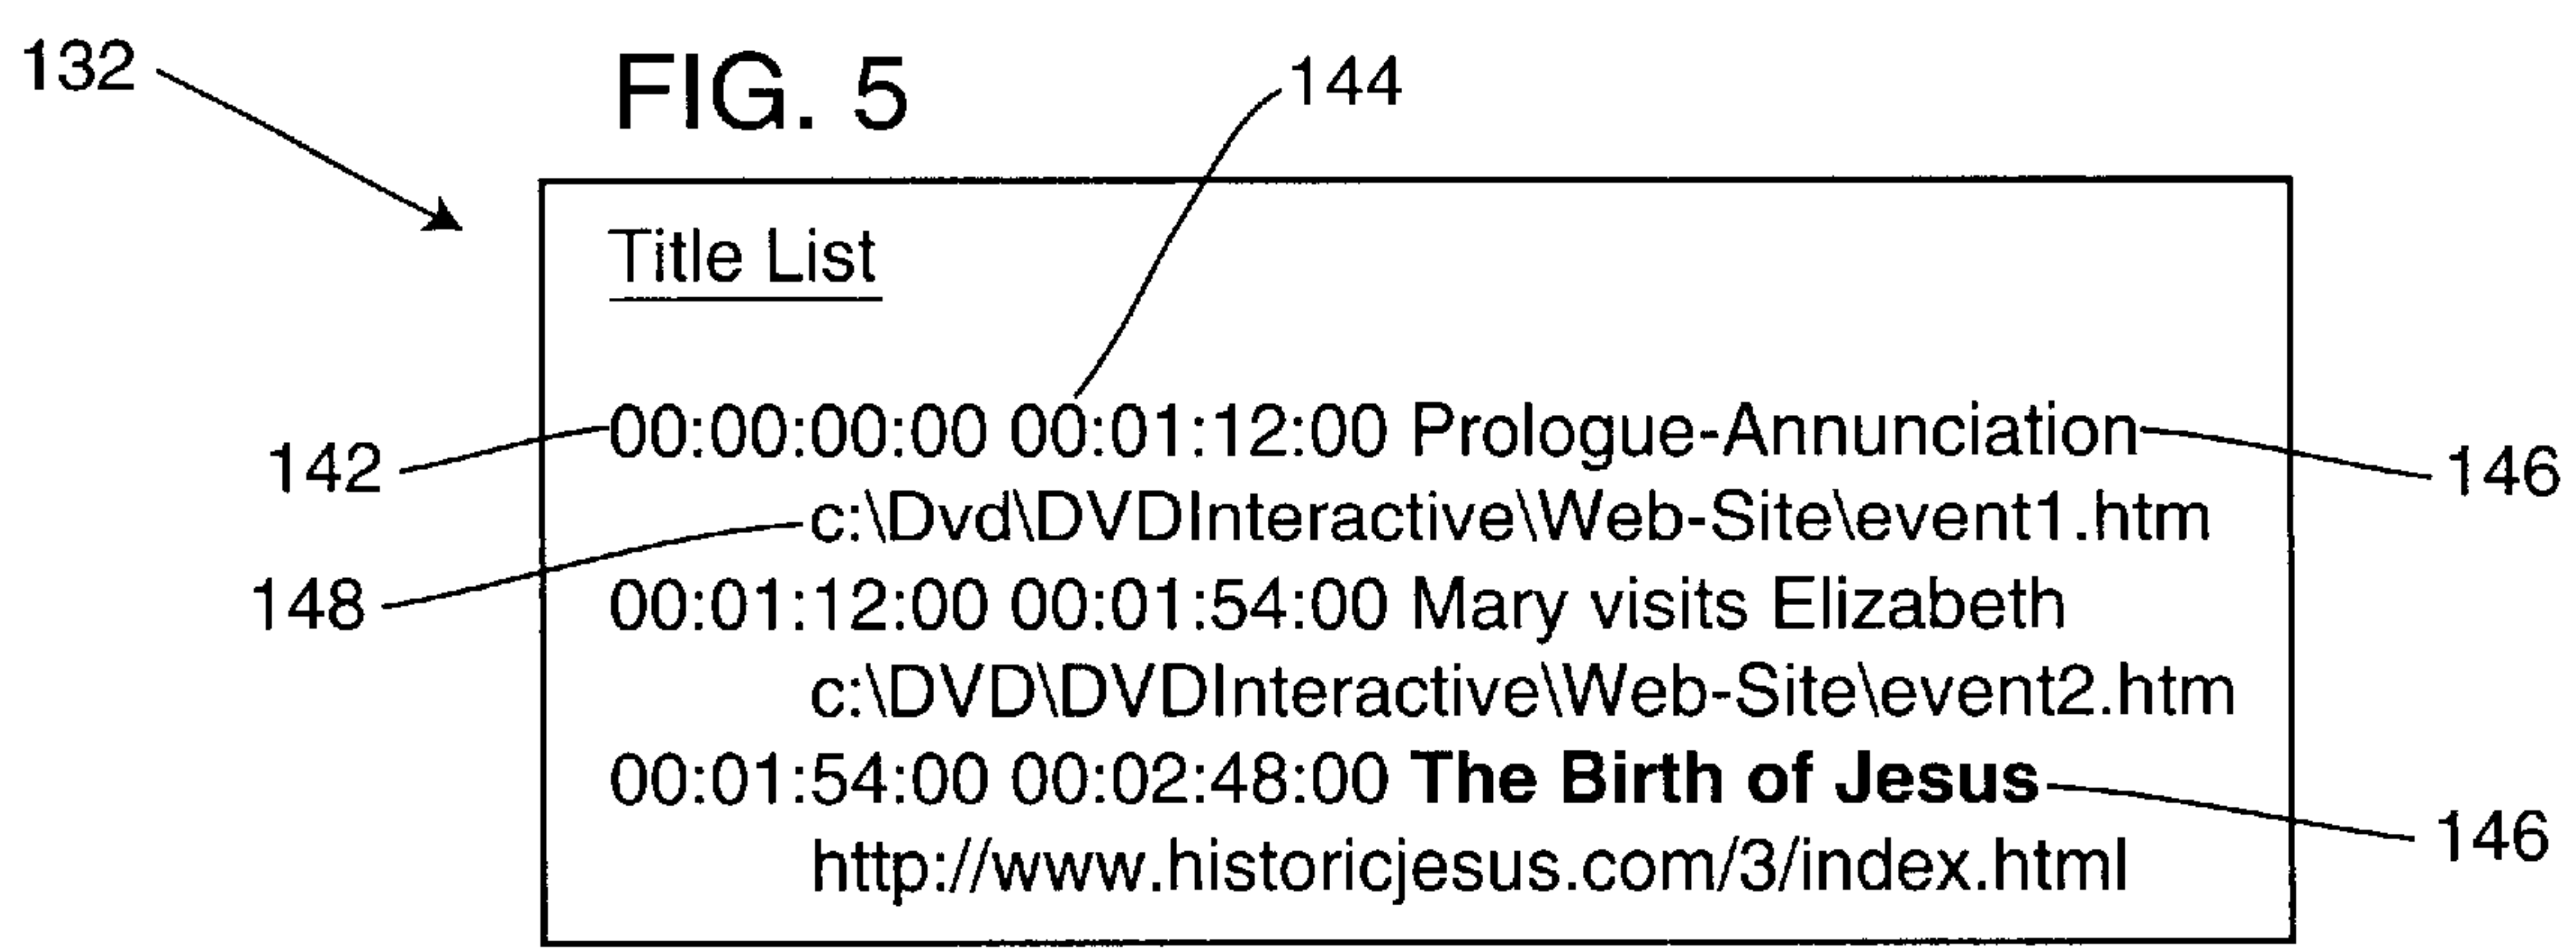 132
FIG. 5
144
Title List
00:00:00:00 00:01:12:00 Prologue-Annunciation
142
146
c:\Dvd\DVDInteractive\Web-Site\event1.htm
148
00:01:12:00 00:01:54:00 Mary visits Elizabeth
c:\DVD\DVDInteractive\Web-Site\event2.htm
00:01:54:00 00:02:48:00 The Birth of Jesus
146
http://www.historicjesus.com/3/index.html